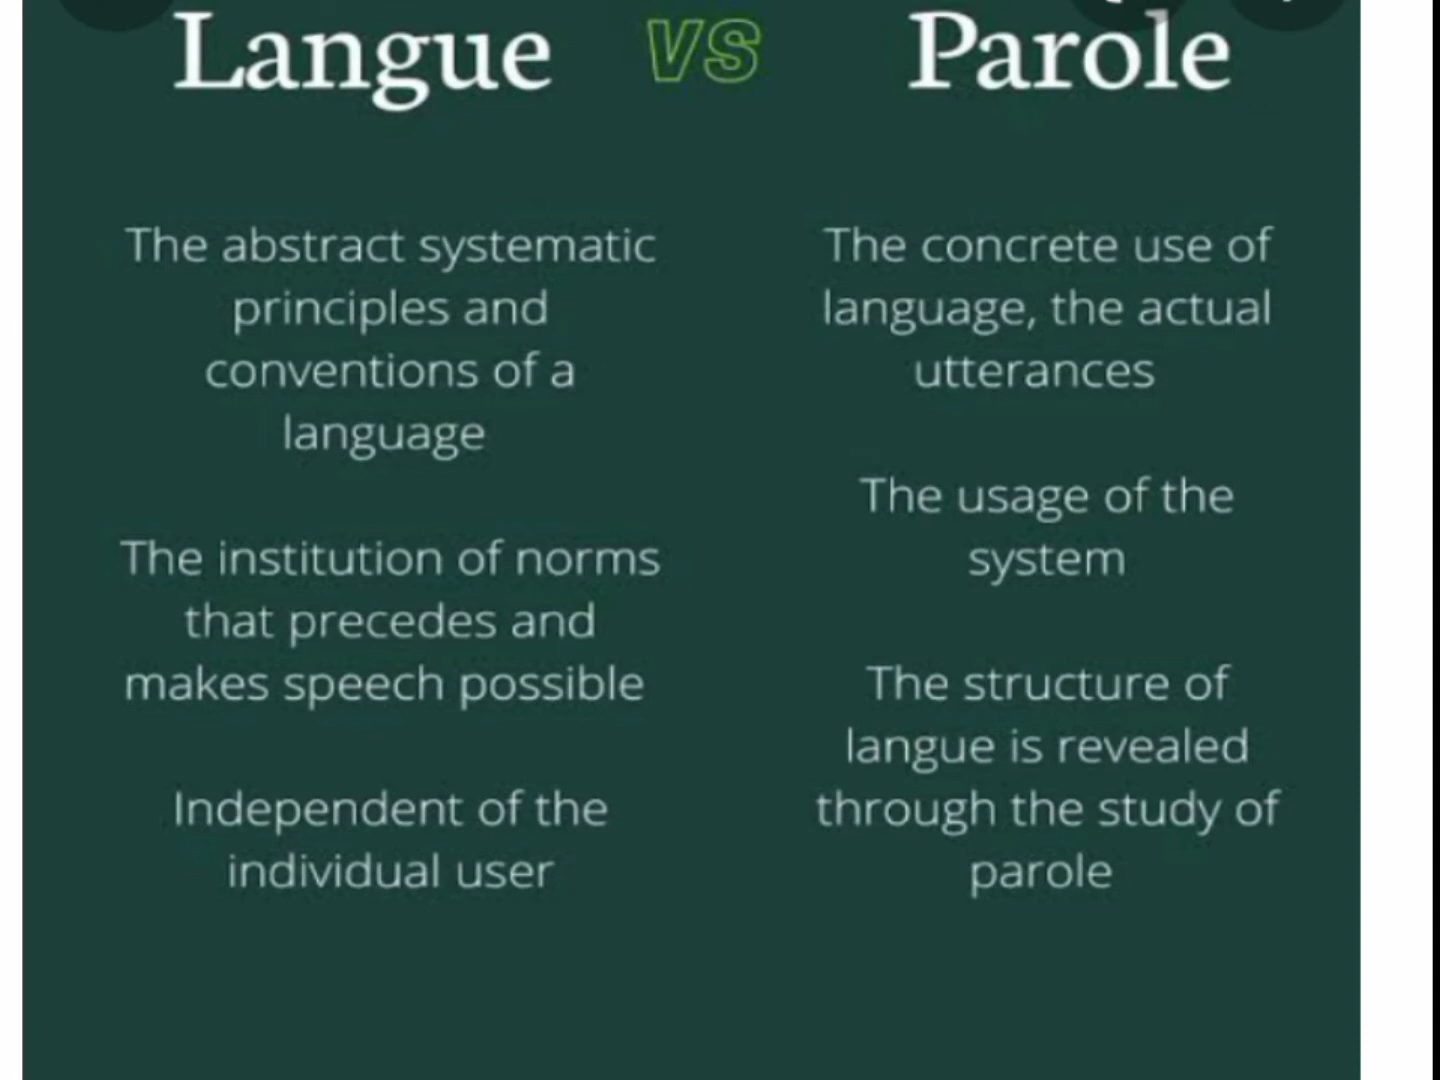 Langue VS Parole
The abstract systematic
principles and
conventions of a
language
The institution of norms
that precedes and
makes speech possible
Independent of the
individual user
The concrete use of
language, the actual
utterances
The usage of the
system
The structure of
langue is revealed
through the study of
parole